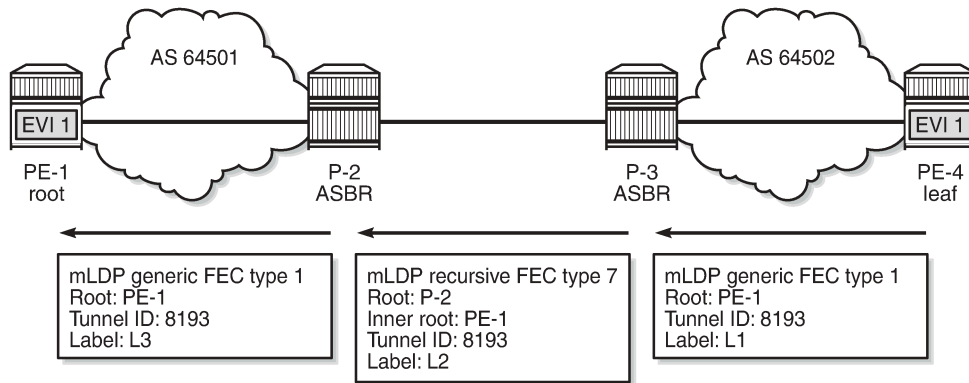 AS 64501
AS 64502
EVI 1
EVI 1
PE-1
root
P-2
ASBR
P-3
ASBR
PE-4
leaf
mLDP generic FEC type 1
Root: PE-1
Tunnel ID: 8193
Label: L3
mLDP recursive FEC type 7
Root: P-2
Inner root: PE-1
Tunnel ID: 8193
Label: L2
mLDP generic FEC type 1
Root: PE-1
Tunnel ID: 8193
Label: L1